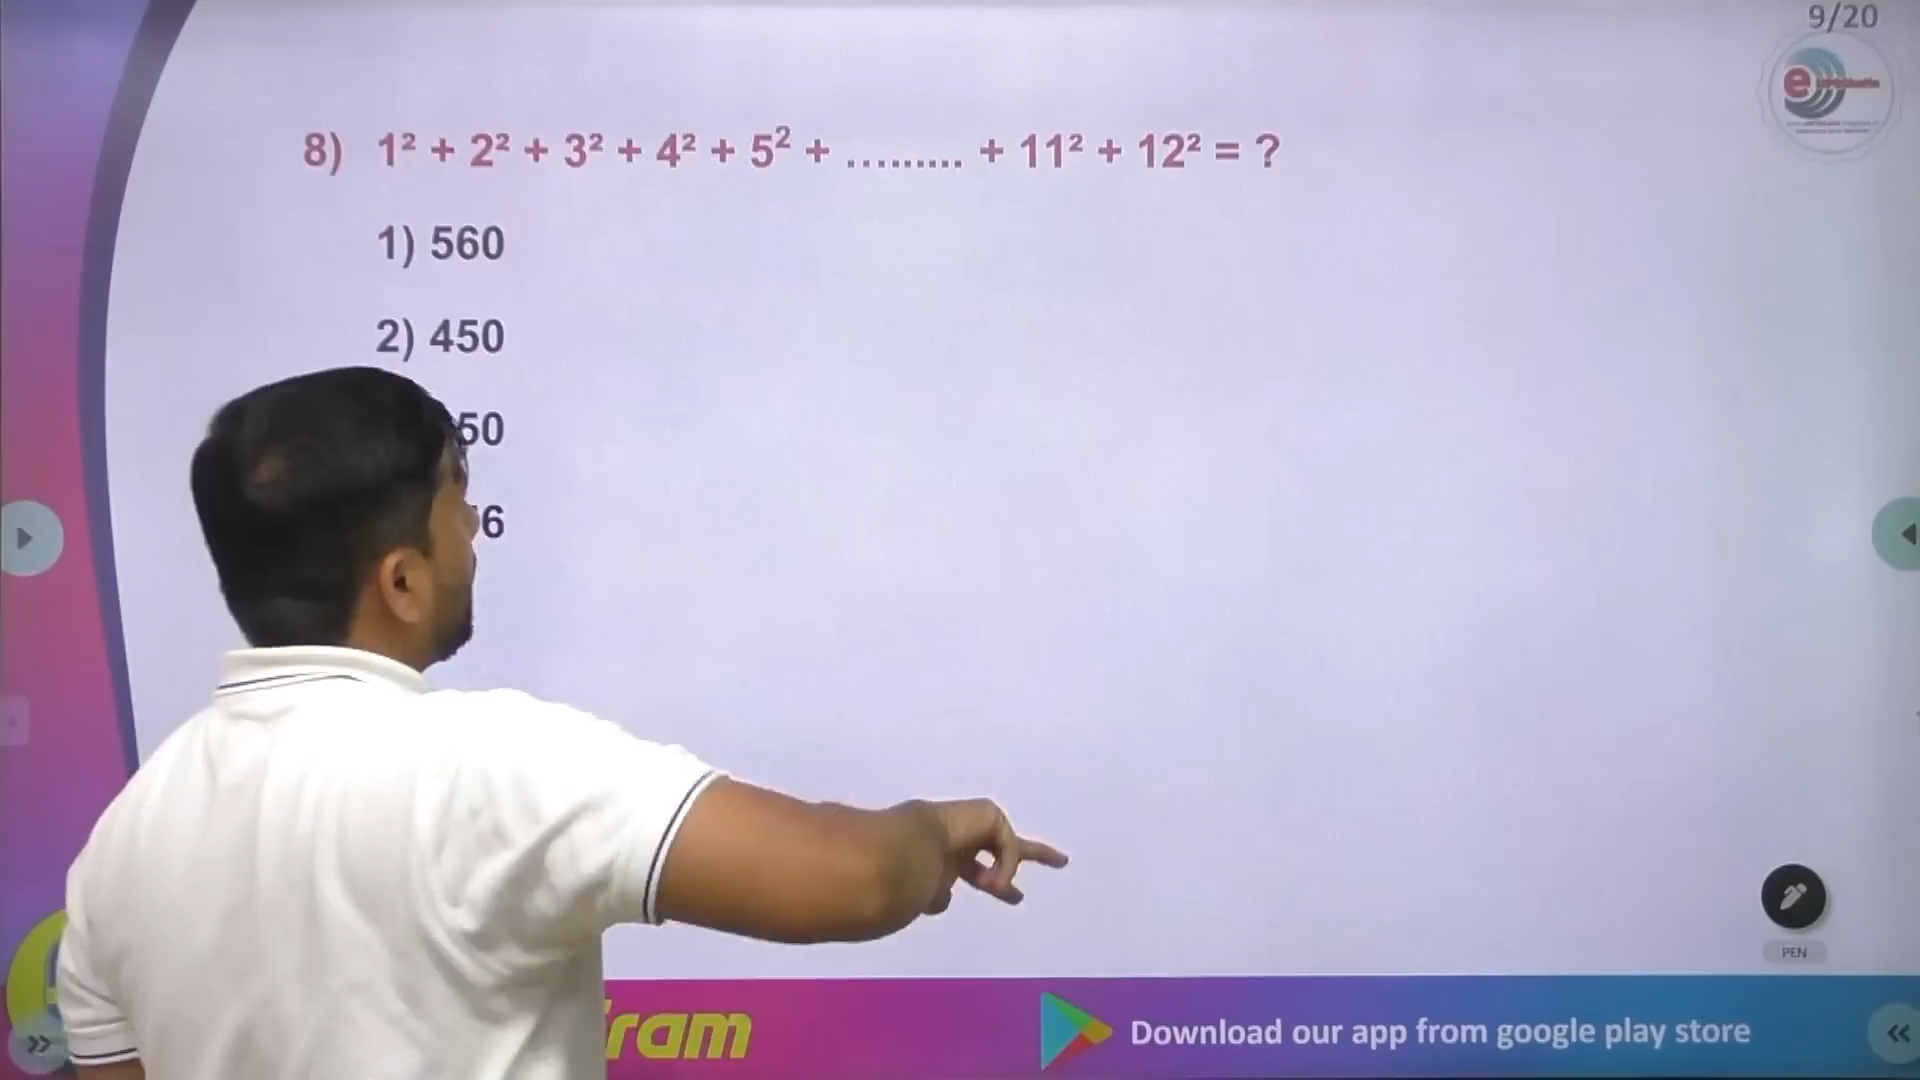 9/20
8) 1² + 2² + 3² + 4² + 5² + ......... + 11² + 12² = ?
1) 560
2) 450
50
6
PEN
ram
Download our app from google play store